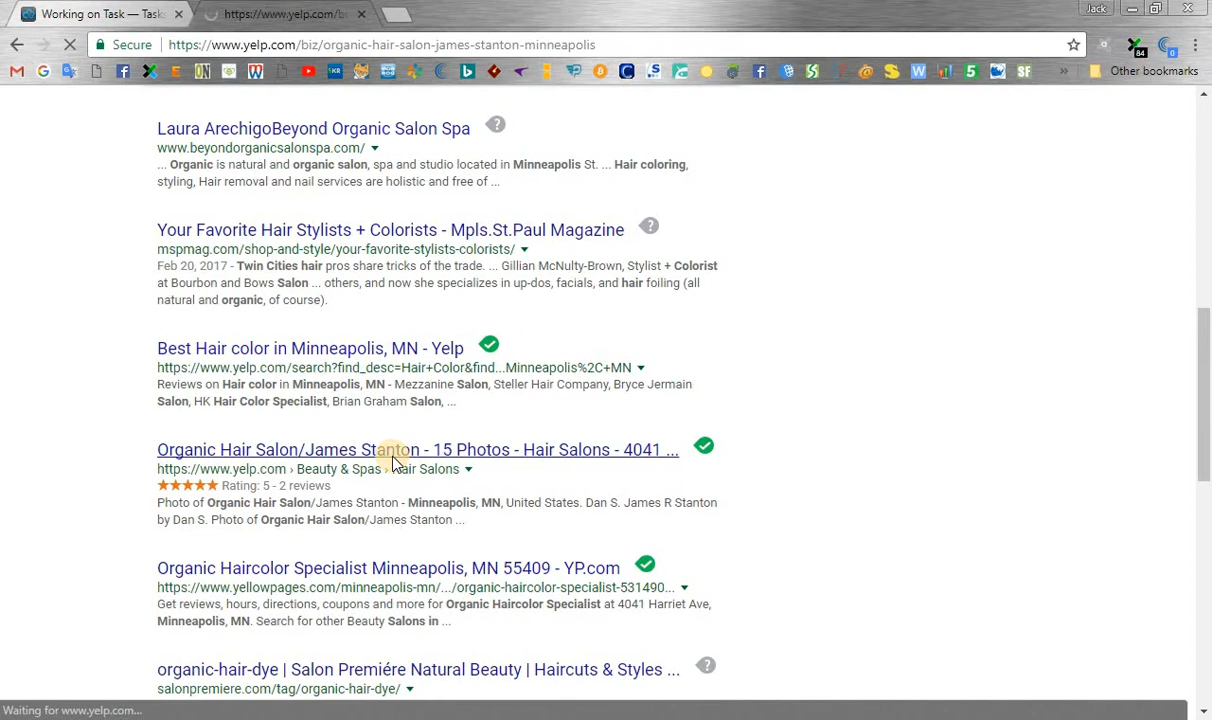 Working on Task — Task
https://www.yelp.com/b
Jack
Secure
https://www.yelp.com/biz/organic-hair-salon-james-stanton-minneapolis
84
0
Other bookmarks
Laura ArechigoBeyond Organic Salon Spa
www.beyondorganicsalonspa.com/
... Organic is natural and organic salon, spa and studio located in Minneapolis St. ... Hair coloring,
styling, Hair removal and nail services are holistic and free of ...
Your Favorite Hair Stylists + Colorists - Mpls.St.Paul Magazine
mspmag.com/shop-and-style/your-favorite-stylists-colorists/
Feb 20, 2017 - Twin Cities hair pros share tricks of the trade. ... Gillian McNulty-Brown, Stylist + Colorist
at Bourbon and Bows Salon ... others, and now she specializes in up-dos, facials, and hair foiling (all
natural and organic, of course).
Best Hair color in Minneapolis, MN - Yelp
https://www.yelp.com/search?find_desc=Hair+Color&find...Minneapolis%2C+MN
Reviews on Hair color in Minneapolis, MN - Mezzanine Salon, Steller Hair Company, Bryce Jermain
Salon, HK Hair Color Specialist, Brian Graham Salon, ...
Organic Hair Salon/James Stanton - 15 Photos - Hair Salons - 4041 ...
https://www.yelp.com › Beauty & Spas › Hair Salons
Rating: 5 - 2 reviews
Photo of Organic Hair Salon/James Stanton - Minneapolis, MN, United States. Dan S. James R Stanton
by Dan S. Photo of Organic Hair Salon/James Stanton ...
Organic Haircolor Specialist Minneapolis, MN 55409 - YP.com
https://www.yellowpages.com/minneapolis-mn/.../organic-haircolor-specialist-531490...
Get reviews, hours, directions, coupons and more for Organic Haircolor Specialist at 4041 Harriet Ave,
Minneapolis, MN. Search for other Beauty Salons in ...
organic-hair-dye | Salon Premiére Natural Beauty | Haircuts & Styles ...
salonpremiere.com/tag/organic-hair-dye/
Waiting for www.yelp.com...